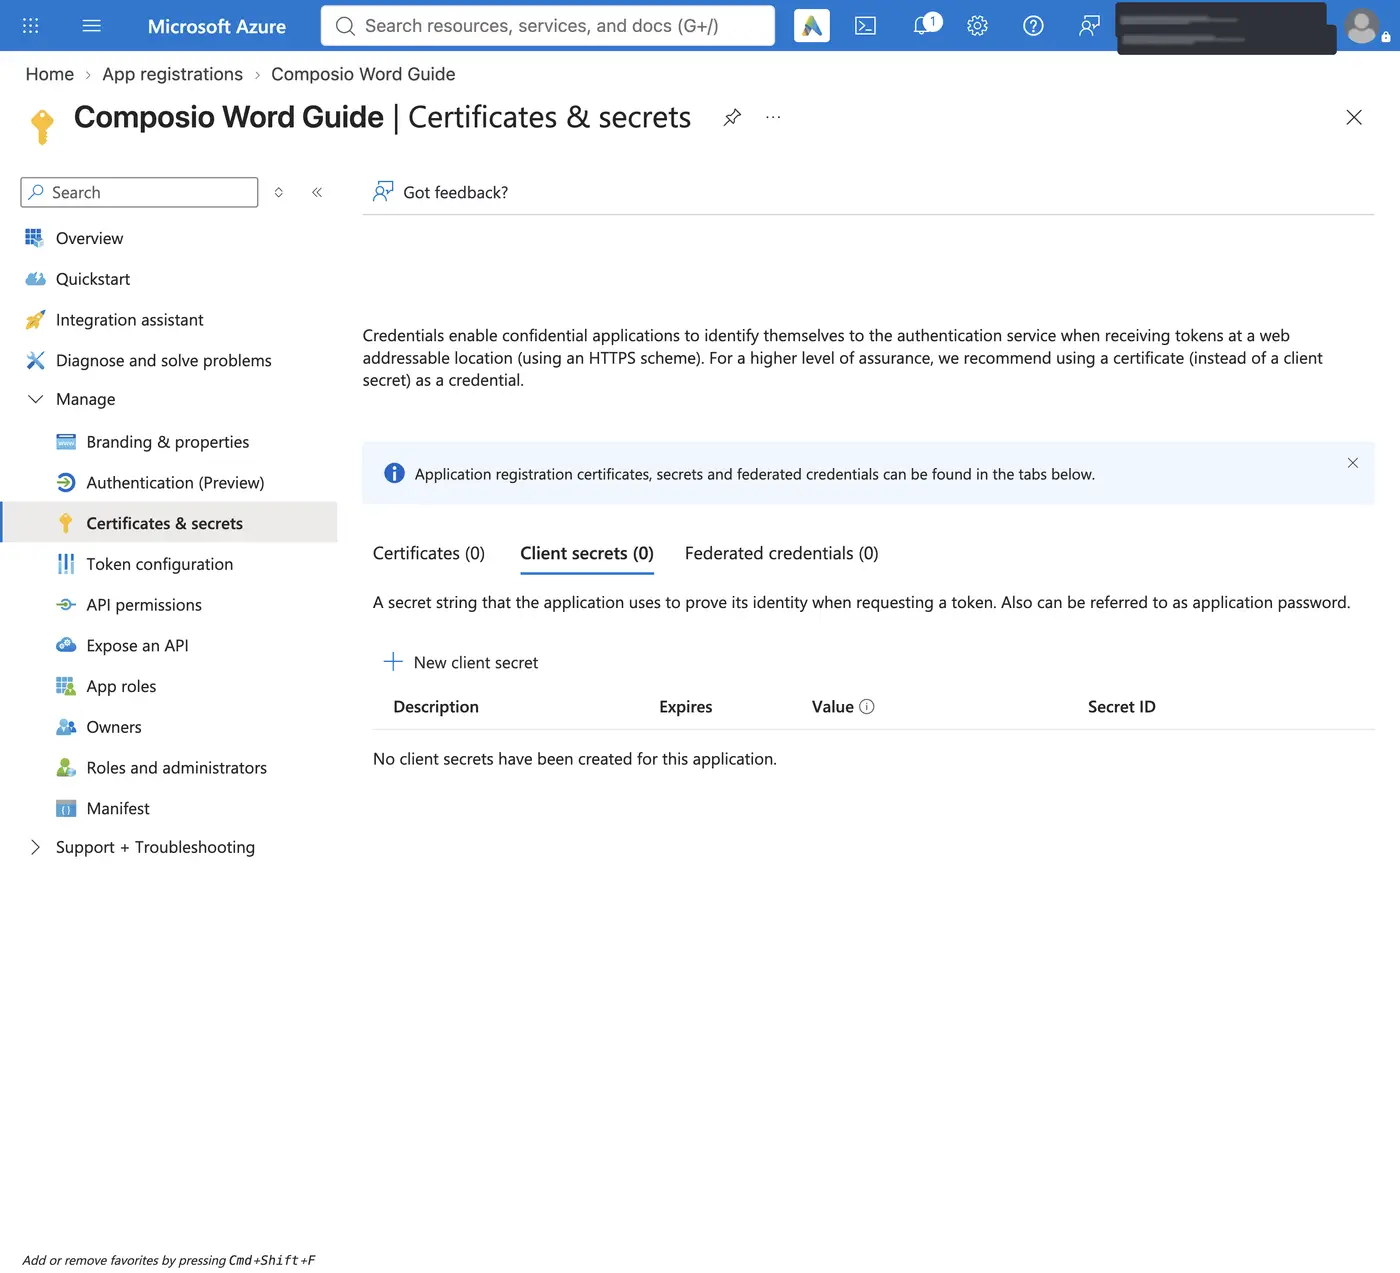 Microsoft Azure
Search resources, services, and docs (G+/)
1
Home › App registrations › Composio Word Guide
Composio Word Guide | Certificates & secrets
Search
Got feedback?
Overview
Quickstart
Integration assistant
Diagnose and solve problems
Manage
Branding & properties
Authentication (Preview)
Certificates & secrets
Token configuration
API permissions
Expose an API
App roles
Owners
Roles and administrators
Manifest
Support + Troubleshooting
Credentials enable confidential applications to identify themselves to the authentication service when receiving tokens at a web
addressable location (using an HTTPS scheme). For a higher level of assurance, we recommend using a certificate (instead of a client
secret) as a credential.
Application registration certificates, secrets and federated credentials can be found in the tabs below.
Certificates (0) Client secrets (0) Federated credentials (0)
A secret string that the application uses to prove its identity when requesting a token. Also can be referred to as application password.
New client secret
Description Expires Value Secret ID
No client secrets have been created for this application.
Add or remove favorites by pressing Cmd+Shift+F